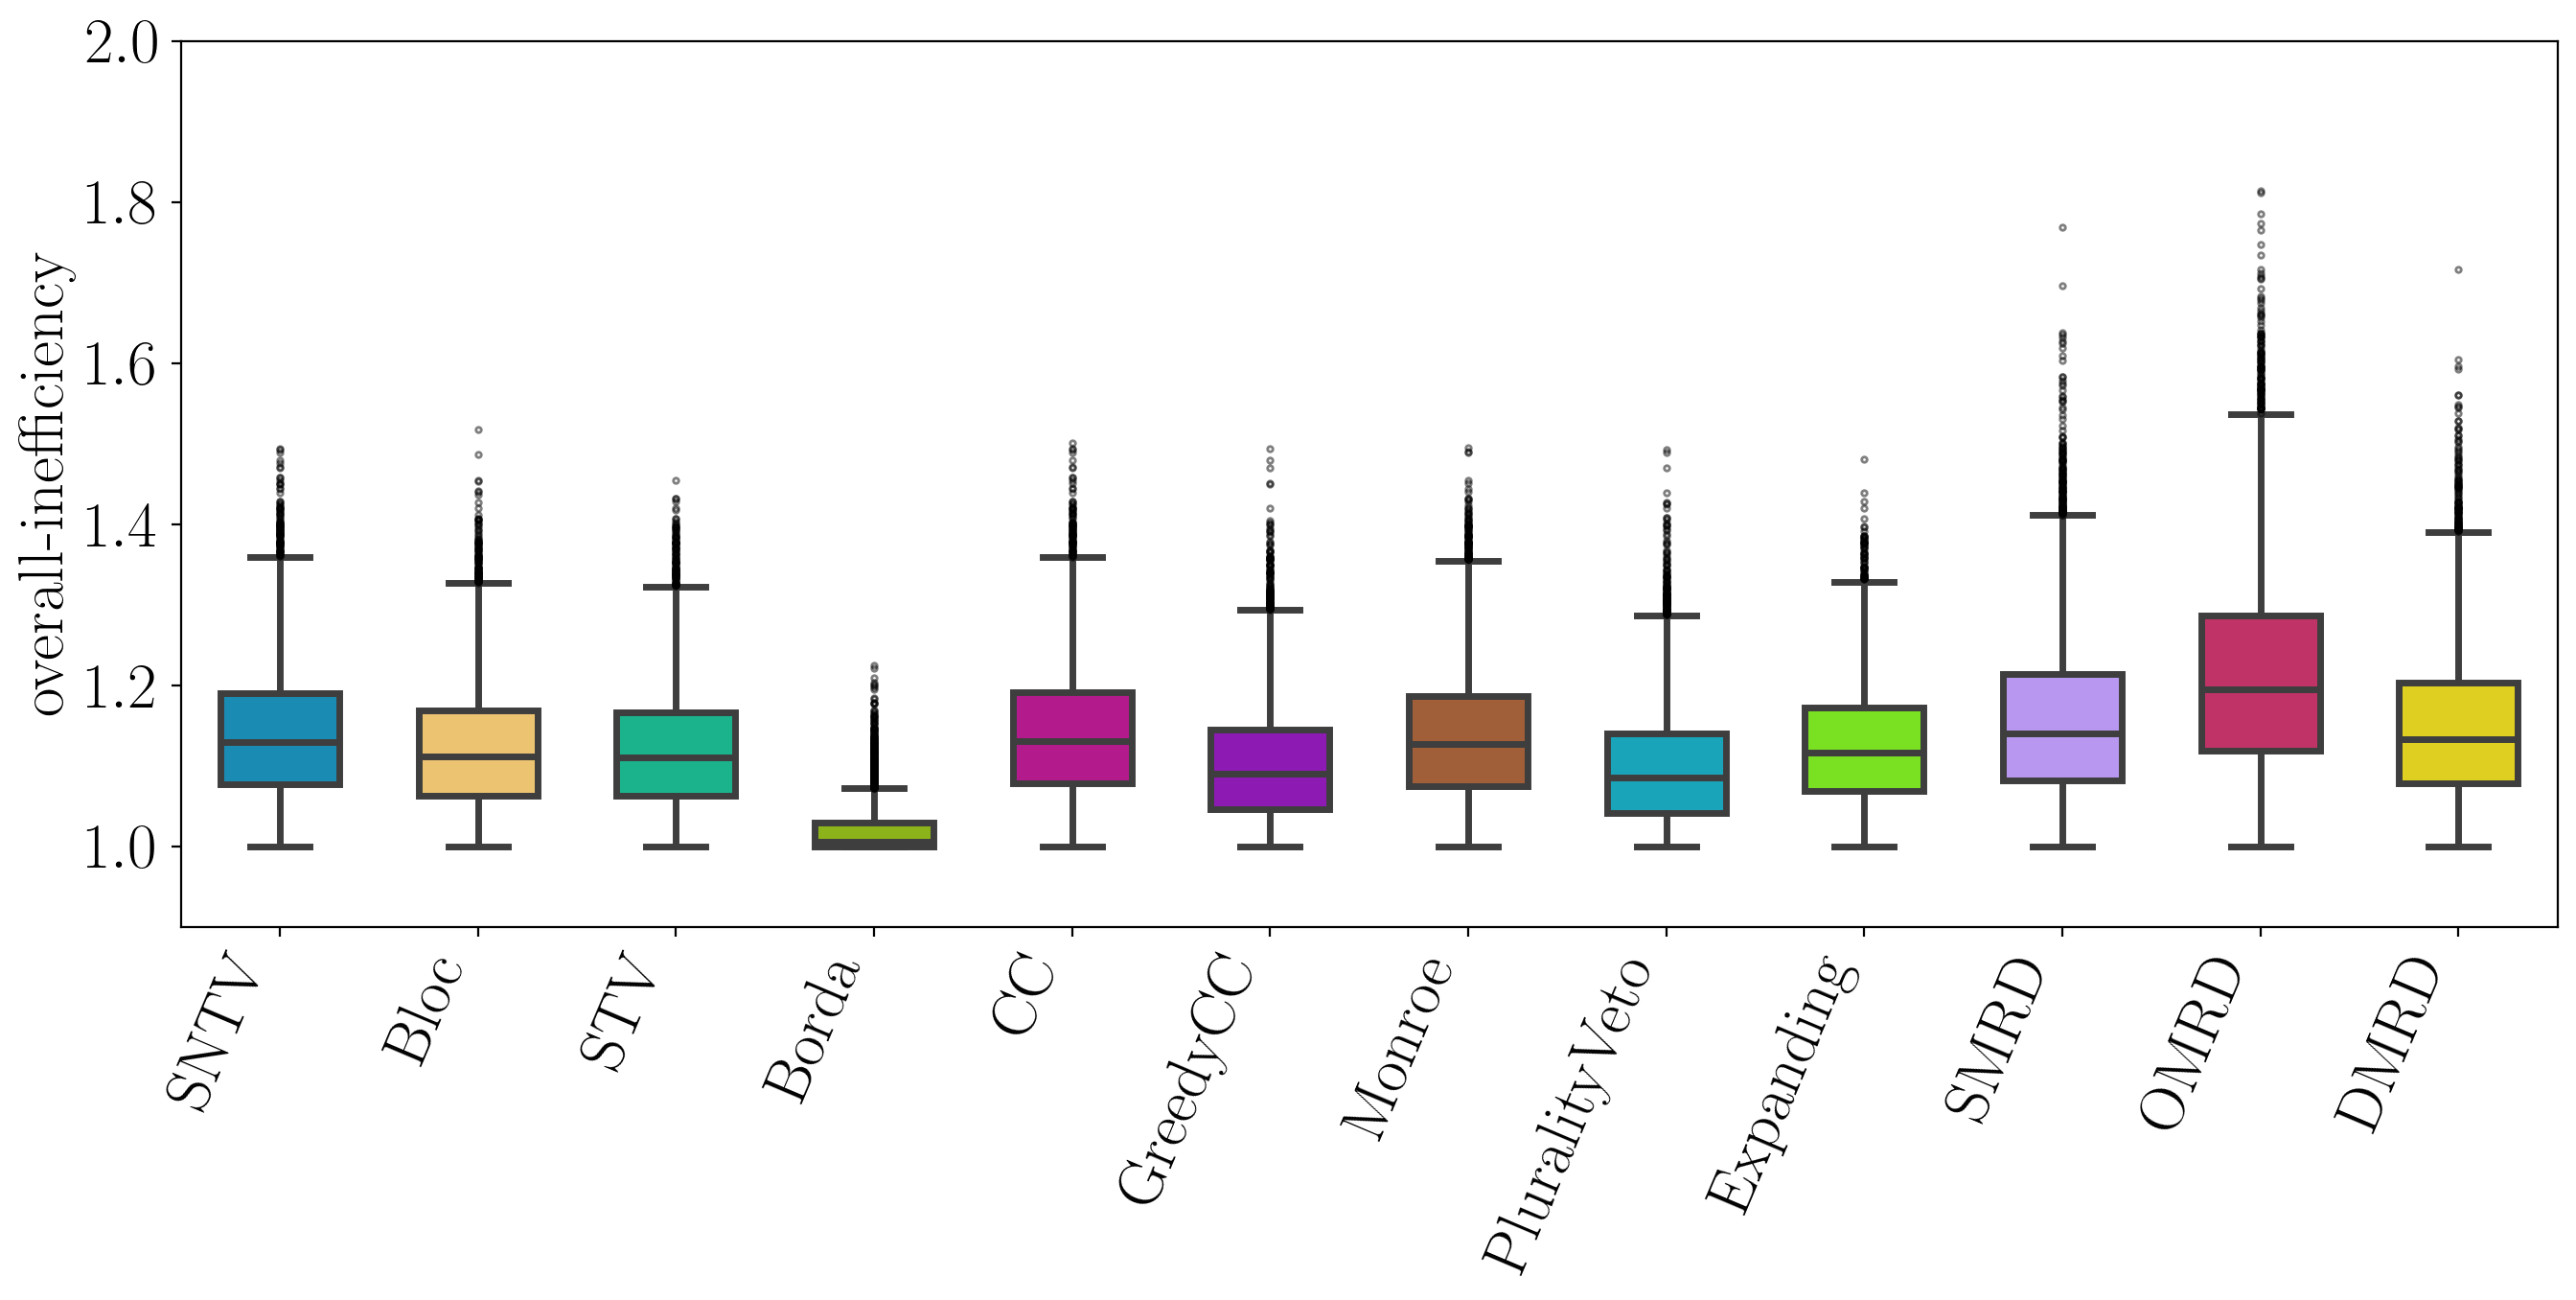 overall-inefficiency
2.0
1.8
1.6
1.4
1.2
1.0
SNTV
Bloc
STV
Borda
CC
GreedyCC
Monroe
PluralityVeto
Expanding
SMRD
OMRD
DMRD